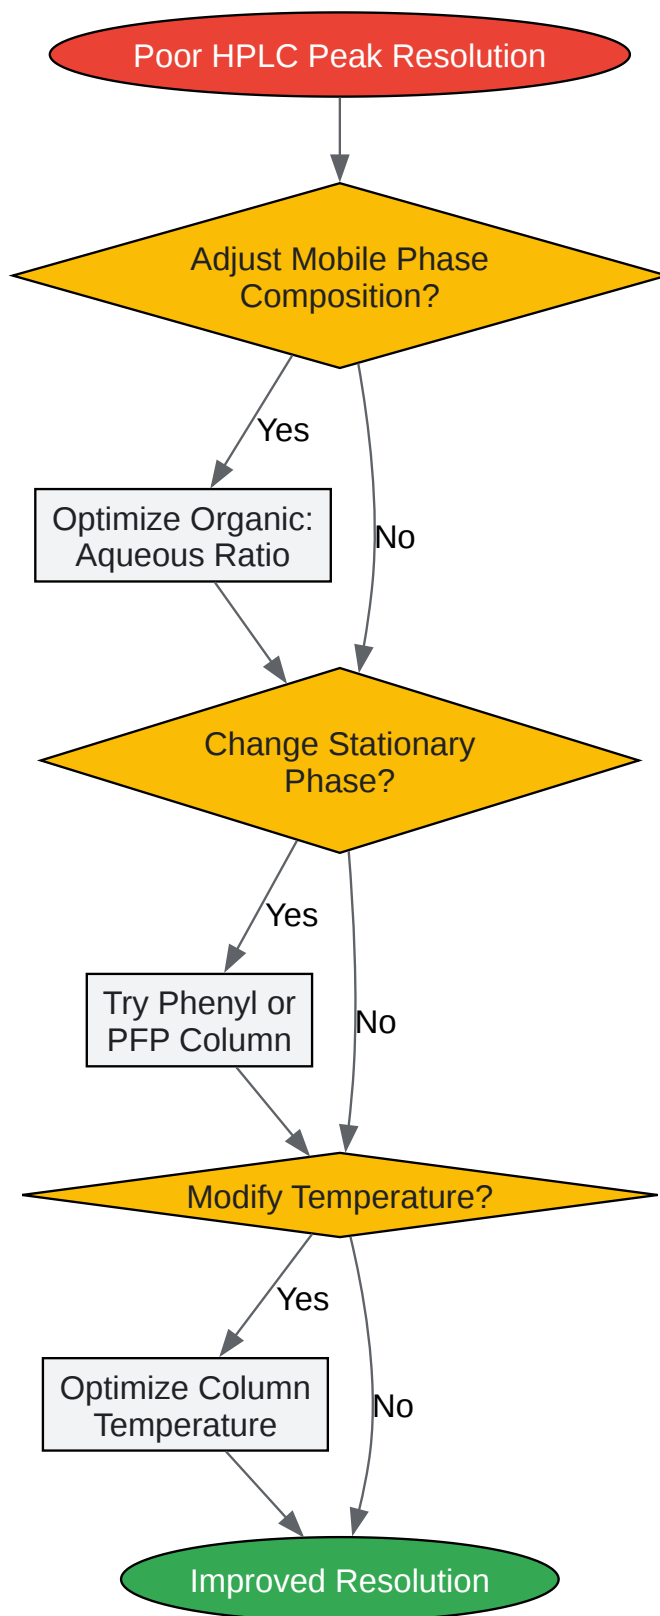 Poor HPLC Peak Resolution
Adjust Mobile Phase
Composition?
Yes
Optimize Organic:
Aqueous Ratio
No
Change Stationary
Phase?
Yes
Try Phenyl or
PFP Column
No
Modify Temperature?
Yes
Optimize Column
Temperature
No
Improved Resolution